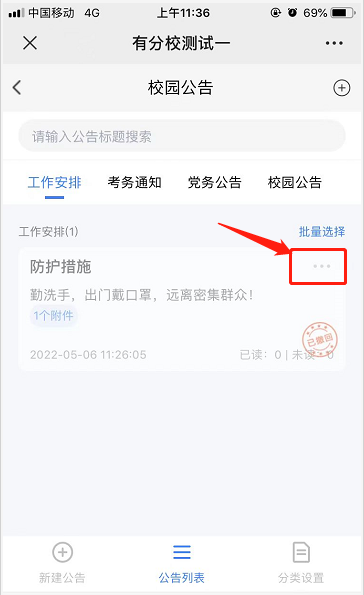 中国移动 4G 上午11:36 69%
有分校测试一
校园公告
请输入公告标题搜索
工作安排 考务通知 党务公告 校园公告
工作安排(1) 批量选择
防护措施
勤洗手，出门戴口罩，远离密集群众！
1个附件
已撤回
2022-05-06 11:26:05 已读：0 | 未读：0
新建公告 公告列表 分类设置